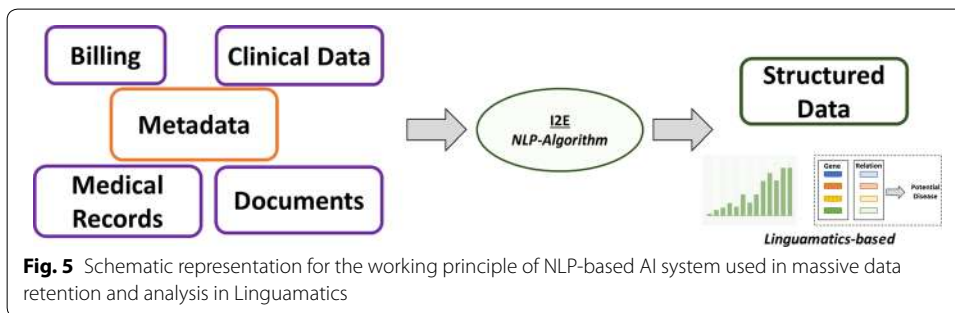 Billing
Clinical Data
Metadata
Medical
Records
Documents
I2E
NLP-Algorithm
Structured
Data
Gene
Relation
Potential
Disease
Linguamatics-based
Fig. 5 Schematic representation for the working principle of NLP-based AI system used in massive data
retention and analysis in Linguamatics